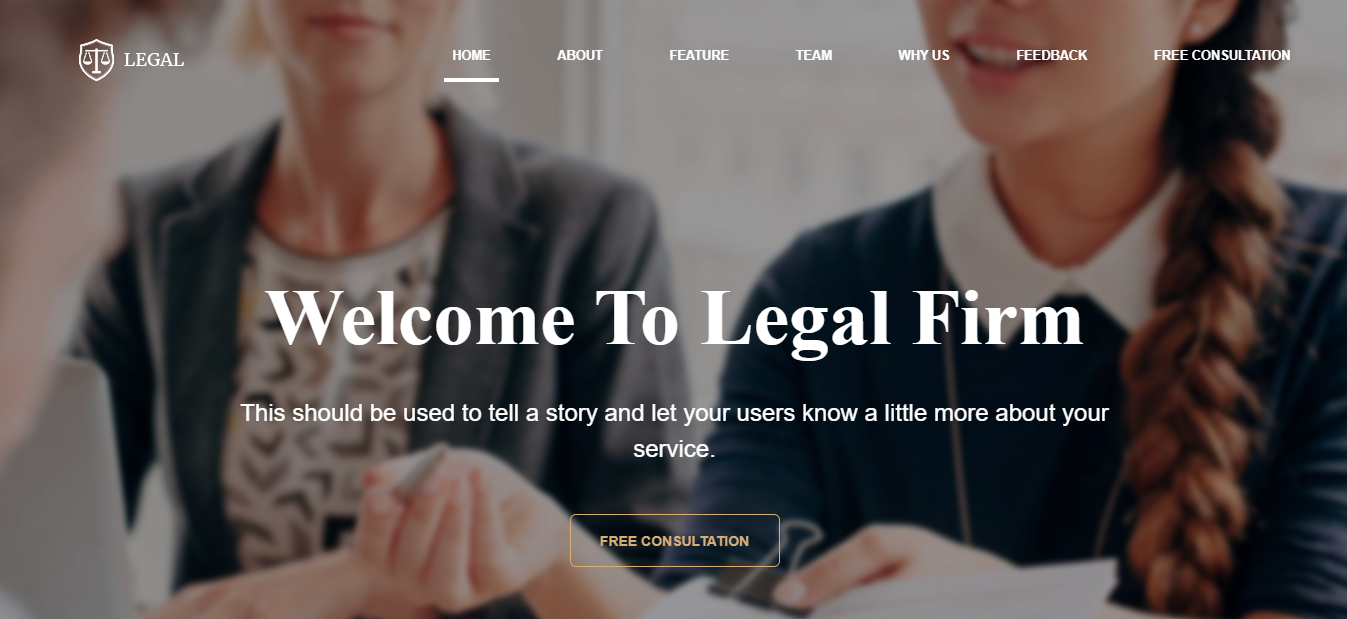 LEGAL
HOME
ABOUT
FEATURE
TEAM
WHY US
FEEDBACK
FREE CONSULTATION
Welcome To Legal Firm
This should be used to tell a story and let your users know a little more about your
service.
FREE CONSULTATION